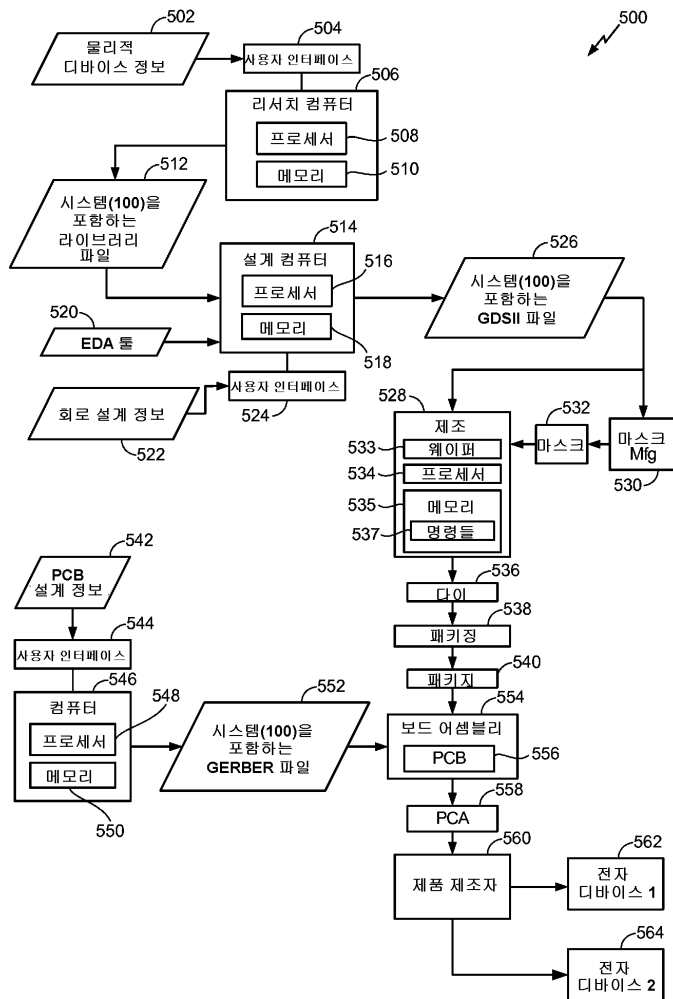 500
502
물리적
디바이스 정보
504
사용자 인터페이스
506
리서치 컴퓨터
프로세서
508
메모리
510
512
시스템(100)을
포함하는
라이브러리
파일
514
설계 컴퓨터
516
프로세서
메모리
518
520
EDA 툴
사용자 인터페이스
524
회로 설계 정보
522
526
시스템(100)을
포함하는
GDSII 파일
528
제조
533
웨이퍼
534
프로세서
535
메모리
537
명령들
532
마스크
마스크
Mfg
530
536
다이
538
패키징
540
패키지
542
PCB
설계 정보
544
사용자 인터페이스
546
컴퓨터
548
프로세서
메모리
550
552
시스템(100)을
포함하는
GERBER 파일
554
보드 어셈블리
PCB
556
558
PCA
560
제품 제조자
562
전자
디바이스 1
564
전자
디바이스 2